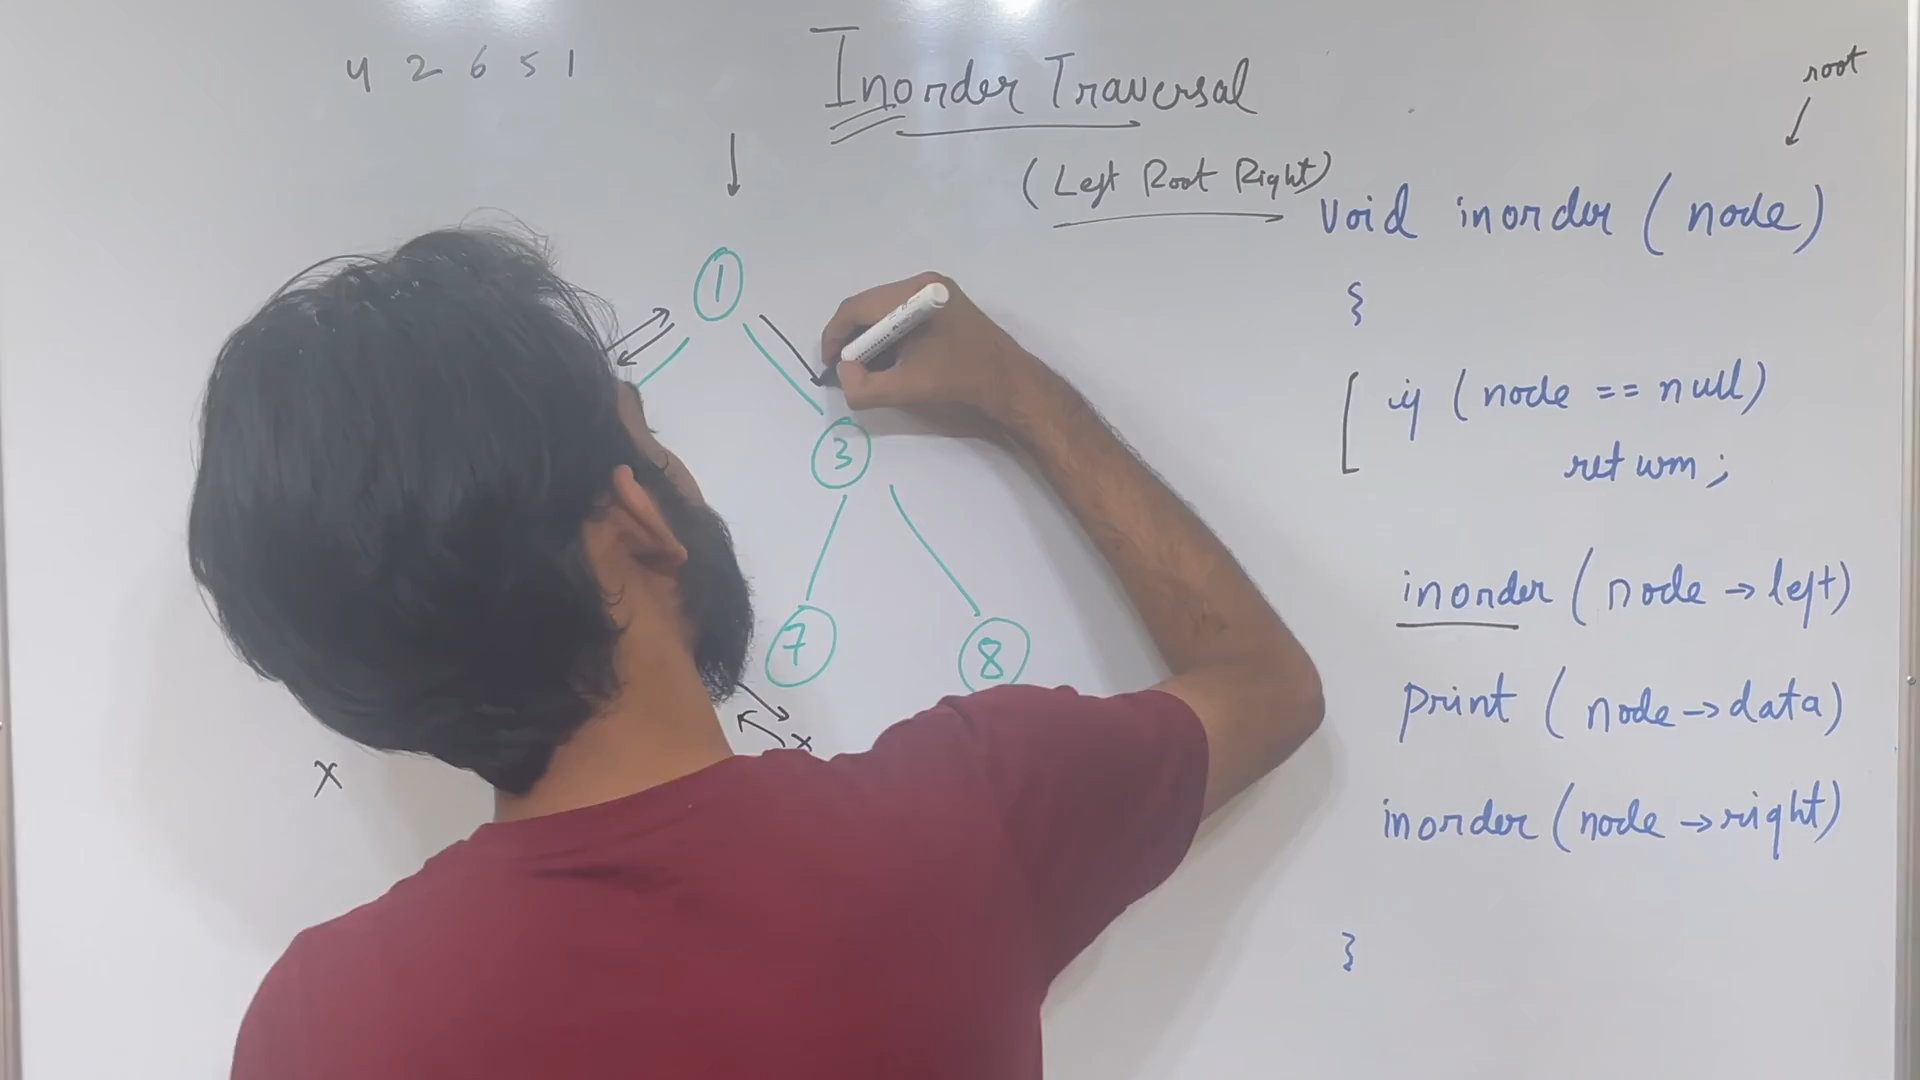 4 2 6 5 1
Inorder Traversal
(Left Root Right)
root
void inorder (node)
{
if (node == null)
return;
inorder (node → left)
print (node → data)
inorder (node → right)
}
1
3
7
8
x
x